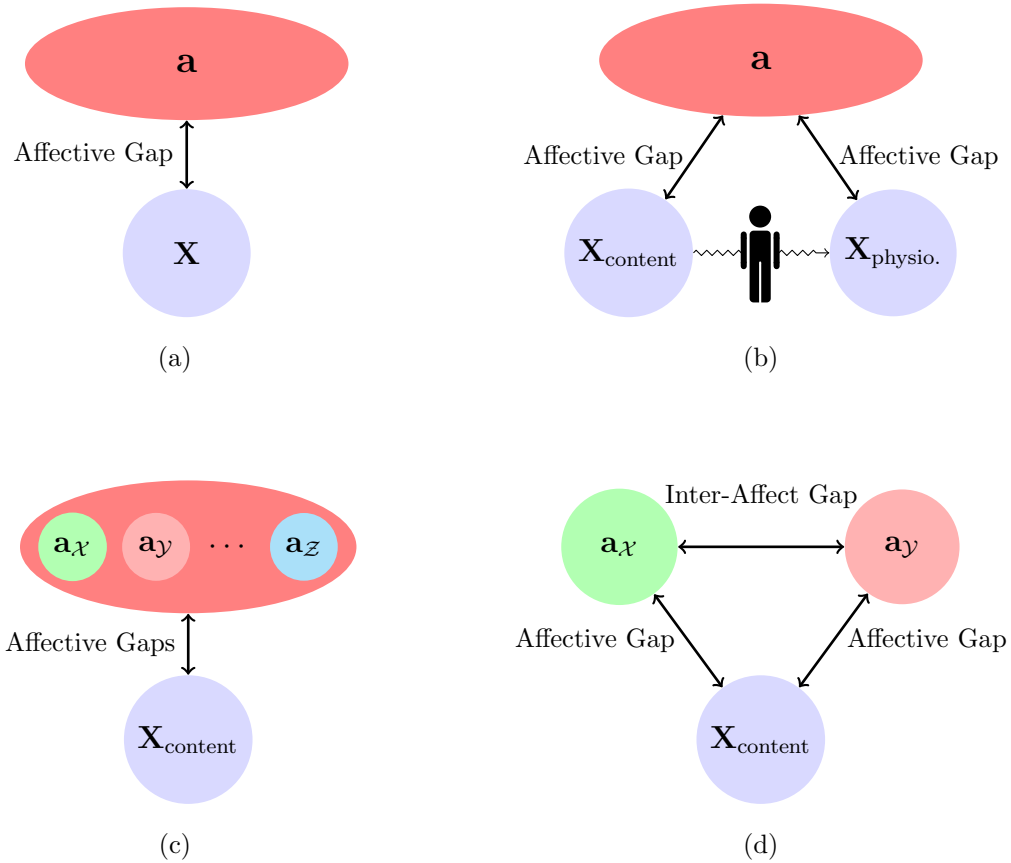 a
Affective Gap
X
(a)
a
Affective Gap
Affective Gap
X_content
X_physio.
(b)
a_𝒳 a_𝒴 ··· a_𝒵
Affective Gaps
X_content
(c)
Inter-Affect Gap
a_𝒳
a_𝒴
Affective Gap
Affective Gap
X_content
(d)